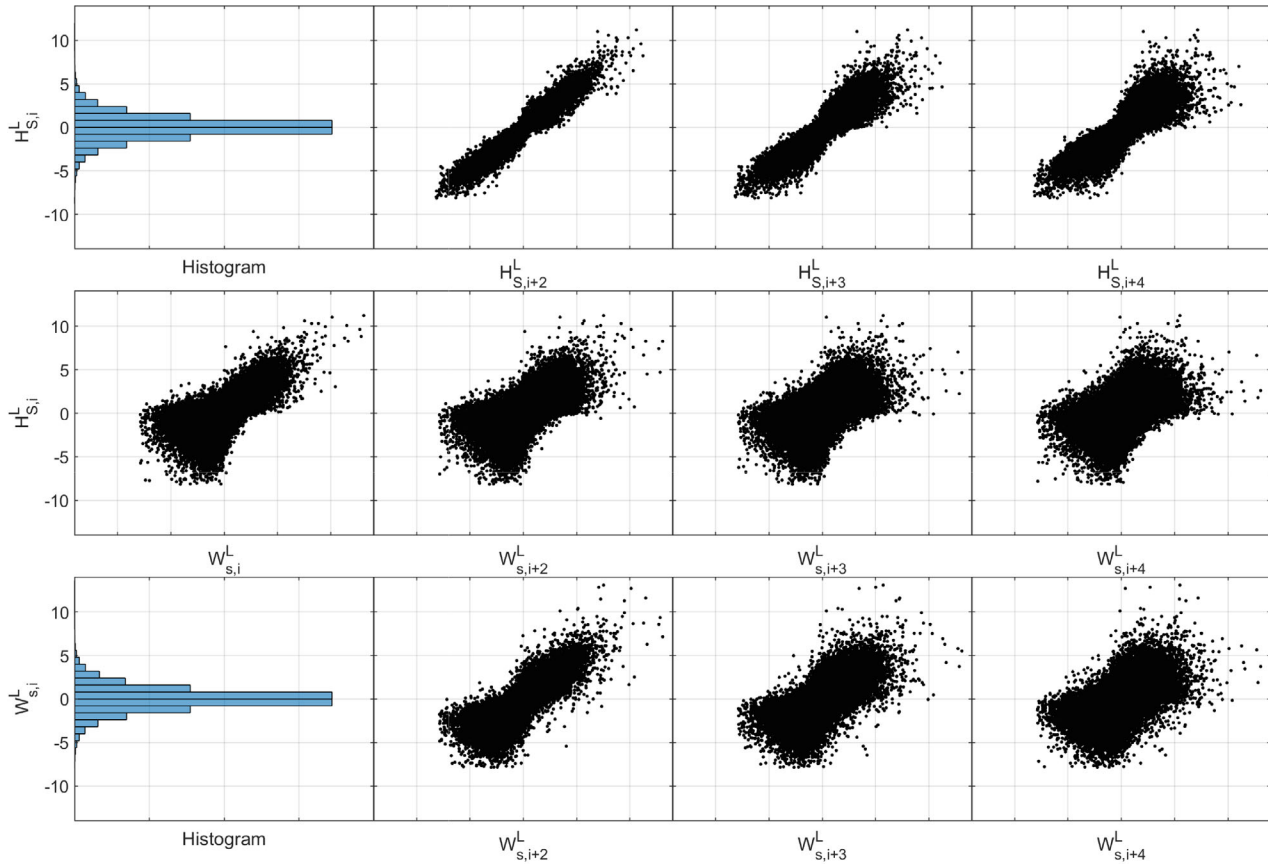 H^L_{S,i}
10
5
0
-5
-10
Histogram
H^L_{S,i+2}
H^L_{S,i+3}
H^L_{S,i+4}
H^L_{S,i}
10
5
0
-5
-10
W^L_{s,i}
W^L_{s,i+2}
W^L_{s,i+3}
W^L_{s,i+4}
W^L_{s,i}
10
5
0
-5
-10
Histogram
W^L_{s,i+2}
W^L_{s,i+3}
W^L_{s,i+4}